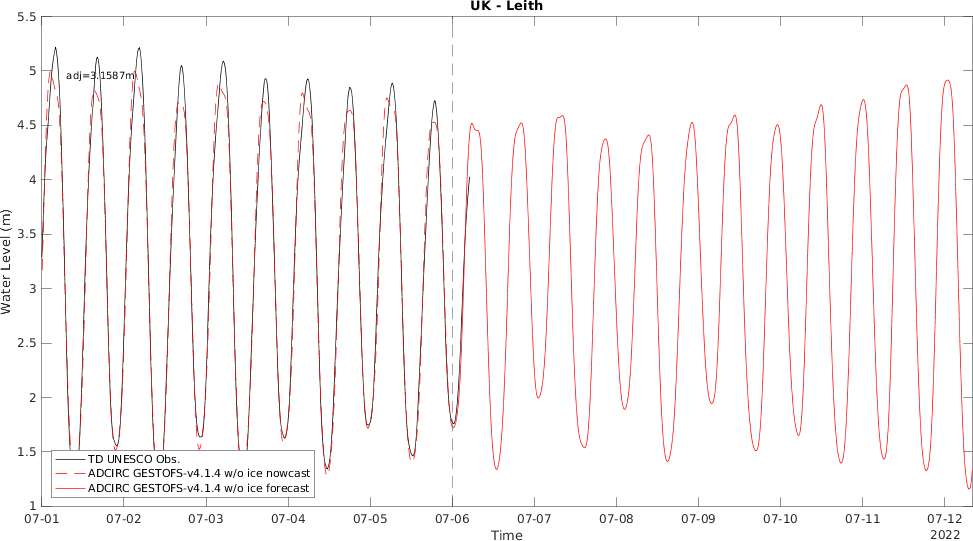 UK - Leith
5.5
5
4.5
4
3.5
3
2.5
2
1.5
1
Water Level (m)
adj=3.1587m
TD UNESCO Obs.
ADCIRC GESTOFS-v4.1.4 w/o ice nowcast
ADCIRC GESTOFS-v4.1.4 w/o ice forecast
07-01 07-02 07-03 07-04 07-05 07-06 07-07 07-08 07-09 07-10 07-11 07-12
2022
Time